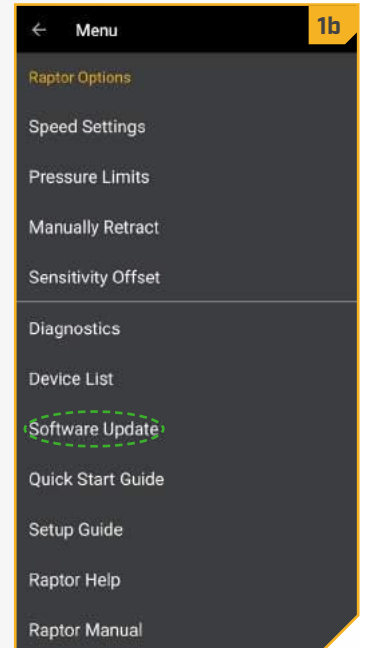 ← Menu
1b
Raptor Options
Speed Settings
Pressure Limits
Manually Retract
Sensitivity Offset
Diagnostics
Device List
Software Update
Quick Start Guide
Setup Guide
Raptor Help
Raptor Manual